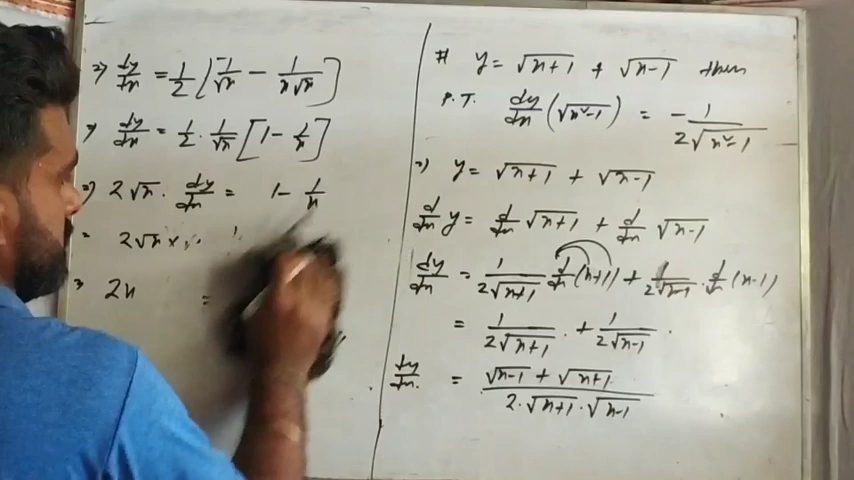 ⇒ dy/dx = 1/2 [1/√x − 1/(x√x)]
⇒ dy/dx = 1/2 · 1/√x [1 − 1/x]
⇒ 2√x · dy/dx = 1 − 1/x
= 2√x ×
⇒ 2x =
# y = √(x+1) + √(x−1) then
P.T. dy/dx (√(x²−1)) = −1/(2√(x²−1))
⇒ y = √(x+1) + √(x−1)
d/dx y = d/dx √(x+1) + d/dx √(x−1)
dy/dx = 1/(2√(x+1)) d/dx (x+1) + 1/(2√(x−1)) · d/dx (x−1)
= 1/(2√(x+1)) · + 1/(2√(x−1)) ·
dy/dx · = (√(x−1) + √(x+1))/(2·√(x+1)·√(x−1))